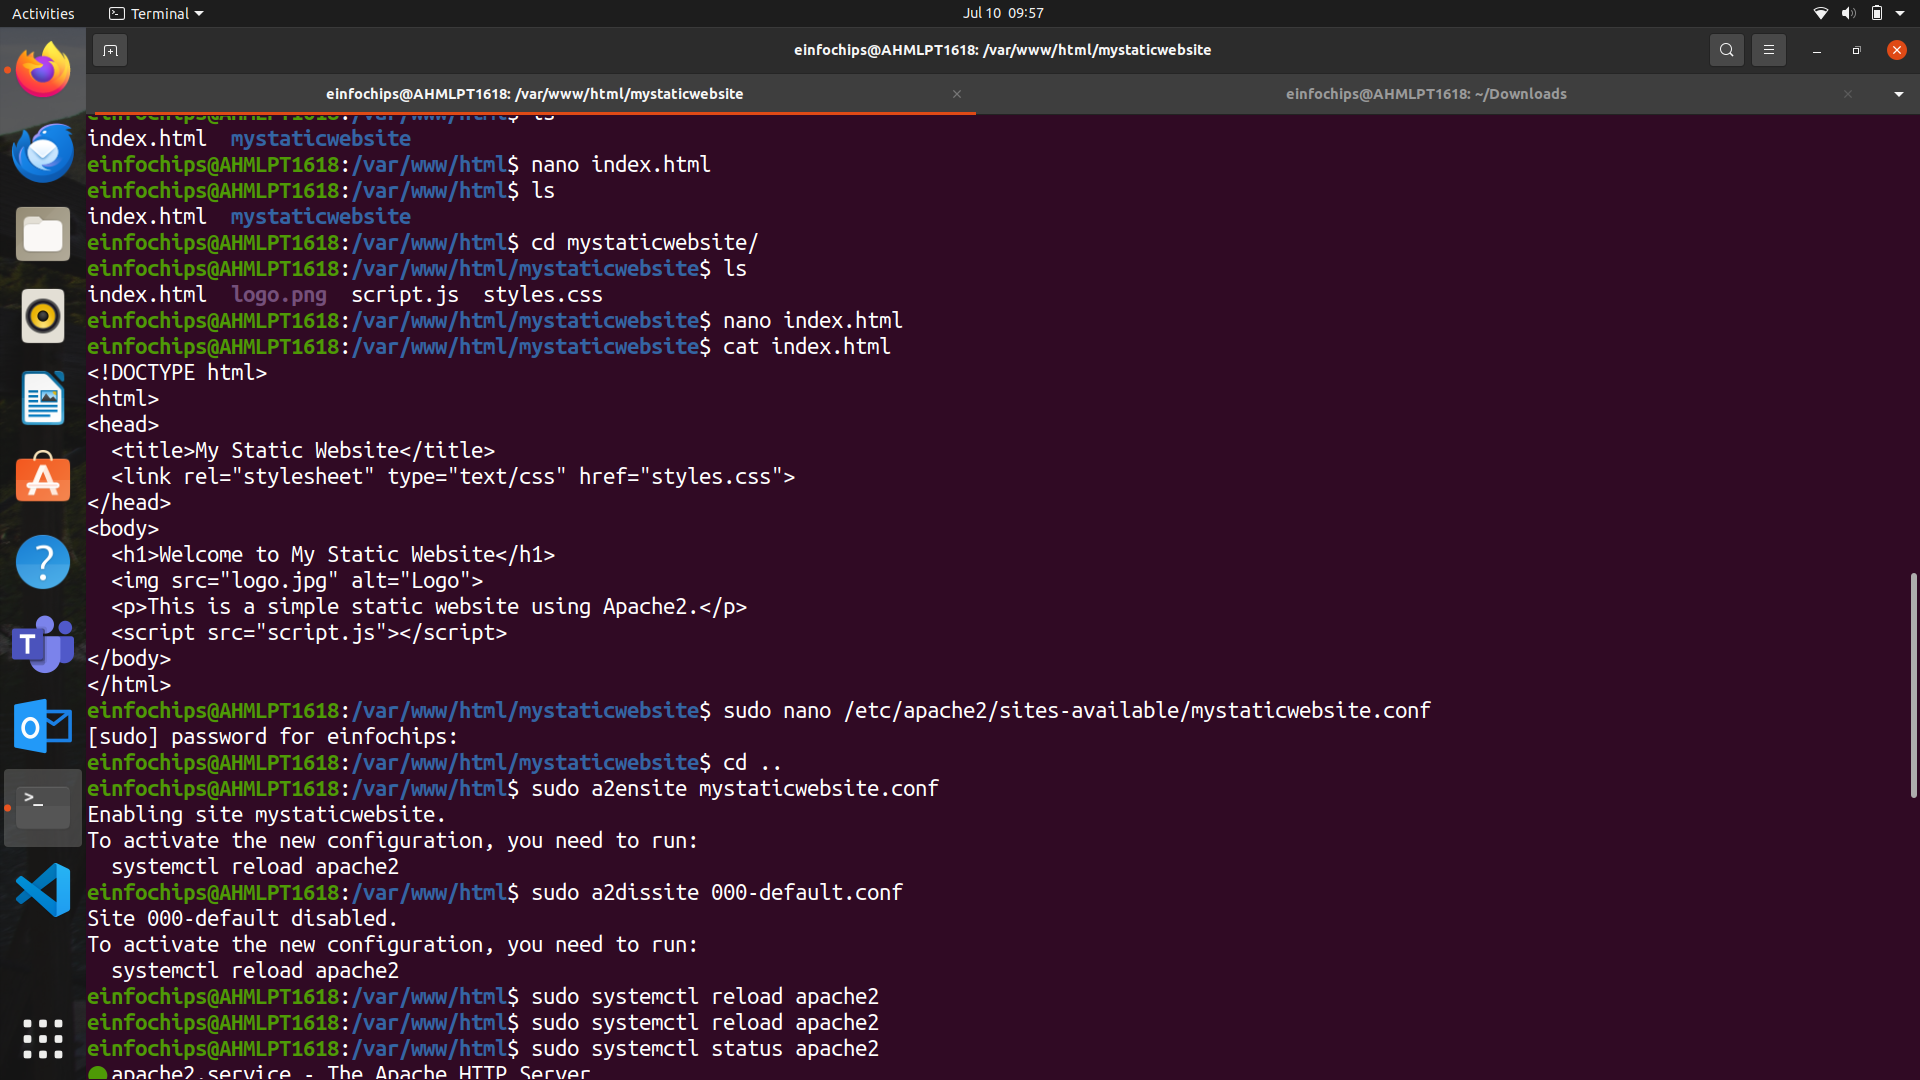 Activities
Terminal
Jul 10 09:57
einfochips@AHMLPT1618: /var/www/html/mystaticwebsite
einfochips@AHMLPT1618: /var/www/html/mystaticwebsite
einfochips@AHMLPT1618: ~/Downloads
einfochips@AHMLPT1618:/var/www/html$ ls
index.html  mystaticwebsite
einfochips@AHMLPT1618:/var/www/html$ nano index.html
einfochips@AHMLPT1618:/var/www/html$ ls
index.html  mystaticwebsite
einfochips@AHMLPT1618:/var/www/html$ cd mystaticwebsite/
einfochips@AHMLPT1618:/var/www/html/mystaticwebsite$ ls
index.html  logo.png  script.js  styles.css
einfochips@AHMLPT1618:/var/www/html/mystaticwebsite$ nano index.html
einfochips@AHMLPT1618:/var/www/html/mystaticwebsite$ cat index.html
<!DOCTYPE html>
<html>
<head>
  <title>My Static Website</title>
  <link rel="stylesheet" type="text/css" href="styles.css">
</head>
<body>
  <h1>Welcome to My Static Website</h1>
  <img src="logo.jpg" alt="Logo">
  <p>This is a simple static website using Apache2.</p>
  <script src="script.js"></script>
</body>
</html>
einfochips@AHMLPT1618:/var/www/html/mystaticwebsite$ sudo nano /etc/apache2/sites-available/mystaticwebsite.conf
[sudo] password for einfochips:
einfochips@AHMLPT1618:/var/www/html/mystaticwebsite$ cd ..
einfochips@AHMLPT1618:/var/www/html$ sudo a2ensite mystaticwebsite.conf
Enabling site mystaticwebsite.
To activate the new configuration, you need to run:
  systemctl reload apache2
einfochips@AHMLPT1618:/var/www/html$ sudo a2dissite 000-default.conf
Site 000-default disabled.
To activate the new configuration, you need to run:
  systemctl reload apache2
einfochips@AHMLPT1618:/var/www/html$ sudo systemctl reload apache2
einfochips@AHMLPT1618:/var/www/html$ sudo systemctl reload apache2
einfochips@AHMLPT1618:/var/www/html$ sudo systemctl status apache2
● apache2.service - The Apache HTTP Server